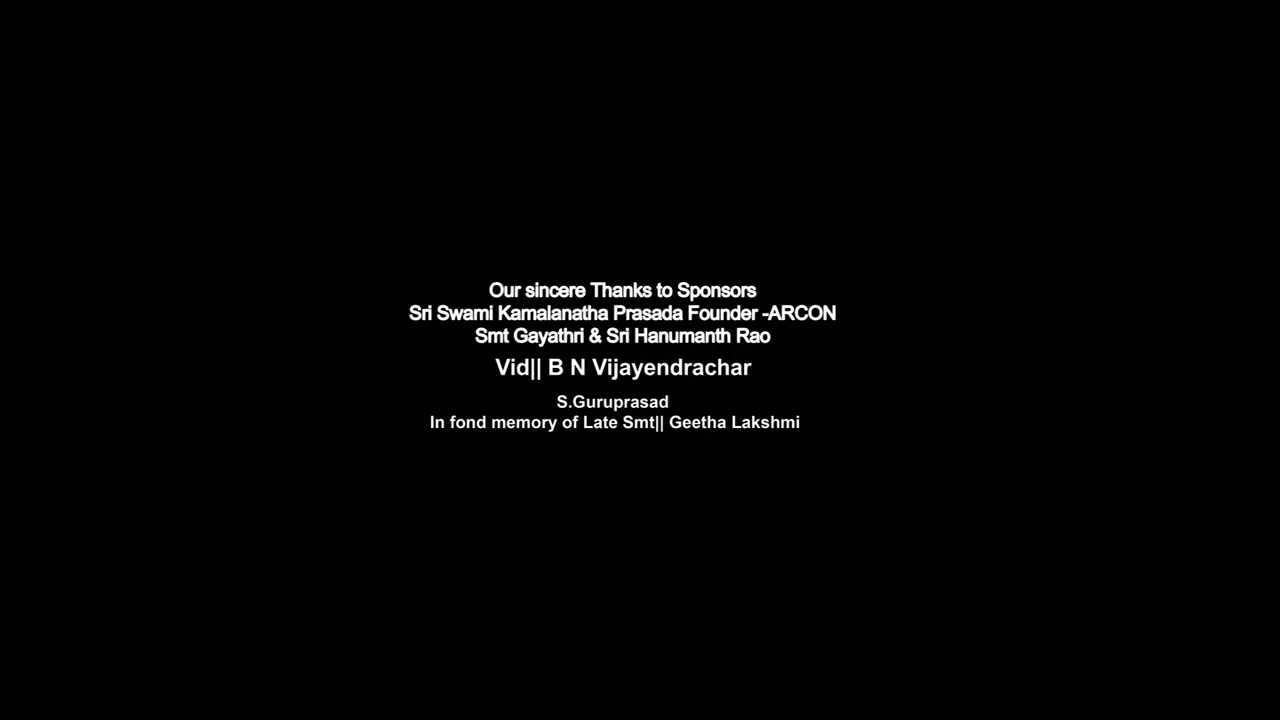 Our sincere Thanks to Sponsors
Sri Swami Kamalanatha Prasada Founder -ARCON
Smt Gayathri & Sri Hanumanth Rao
Vid|| B N Vijayendrachar
S.Guruprasad
In fond memory of Late Smt|| Geetha Lakshmi